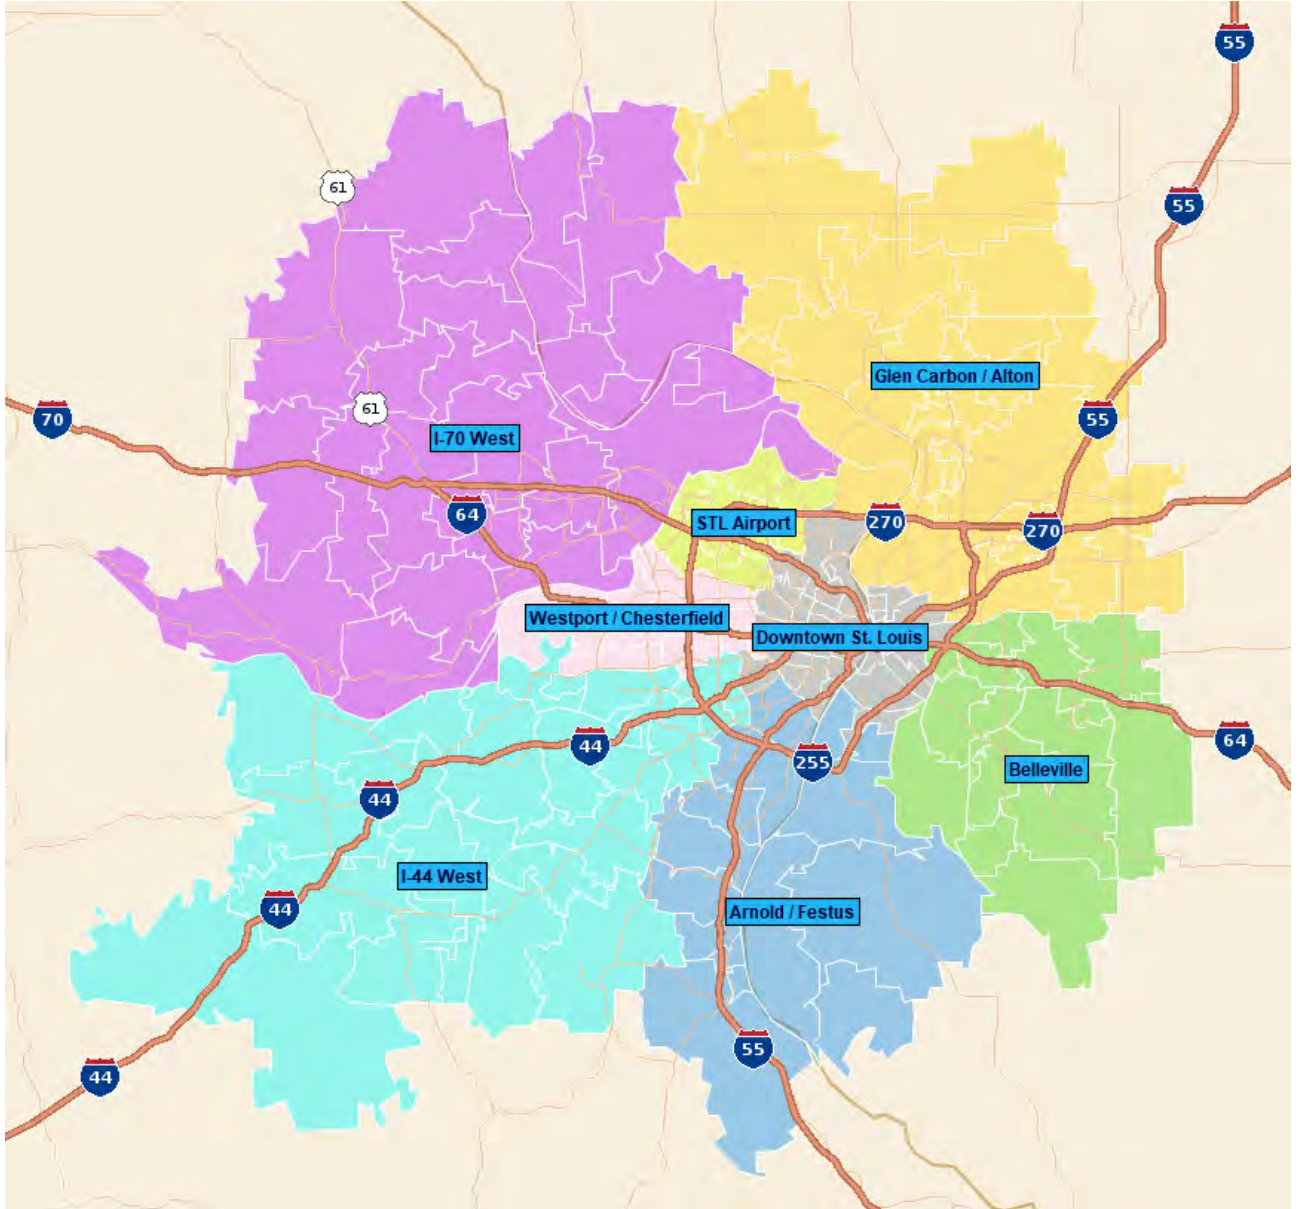 55
61
55
Glen Carbon / Alton
70
61
55
I-70 West
64
STL Airport
270
270
Westport / Chesterfield
Downtown St. Louis
44
64
255
Belleville
44
I-44 West
44
Arnold / Festus
55
44